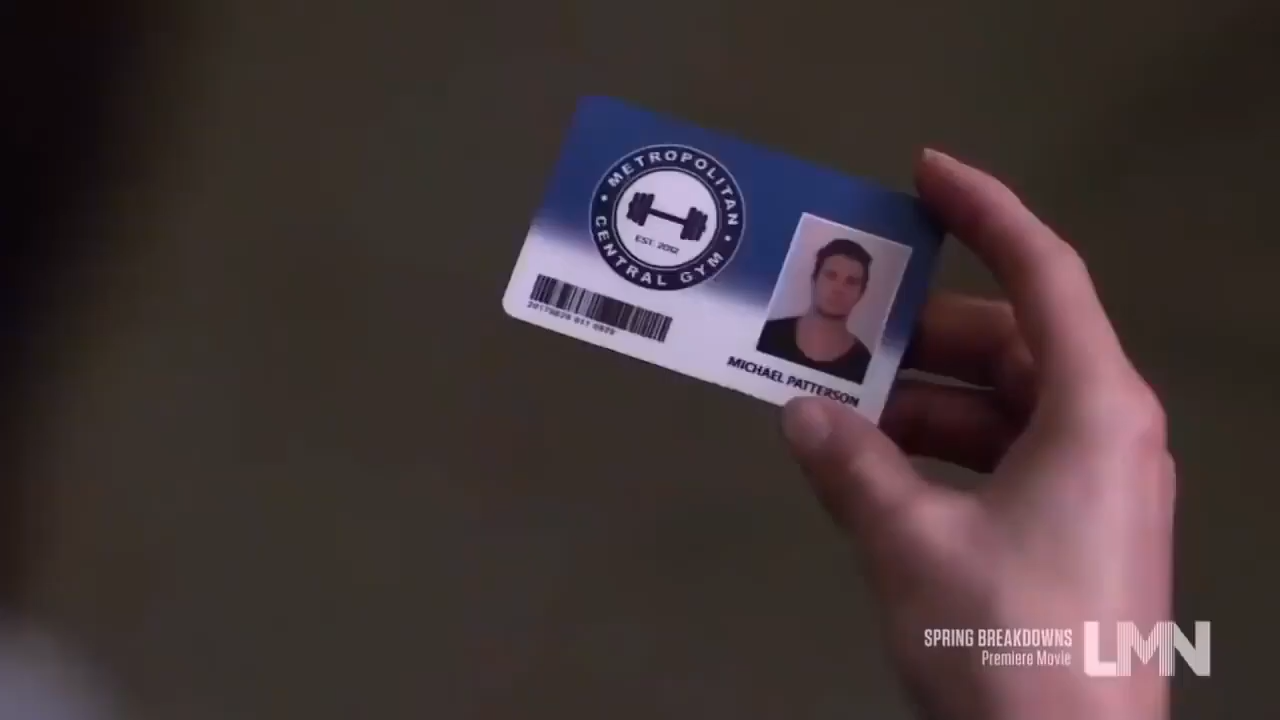 METROPOLITAN
CENTRAL GYM
EST. 2012
MICHAEL PATTERSON
SPRING BREAKDOWNS
Premiere Movie
LMN